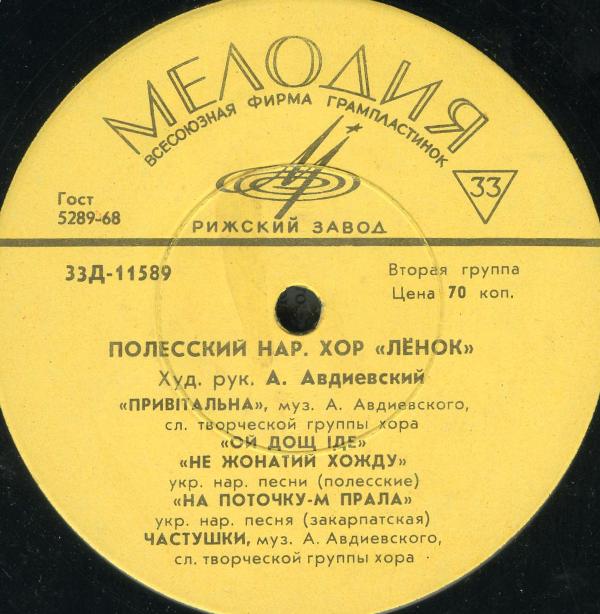 МЕЛОДИЯ
ВСЕСОЮЗНАЯ ФИРМА ГРАМПЛАСТИНОК
33
Гост
5289-68
РИЖСКИЙ ЗАВОД
33Д-11589
Вторая группа
Цена 70 коп.
ПОЛЕССКИЙ НАР. ХОР «ЛЁНОК»
Худ. рук. А. Авдиевский
«ПРИВІТАЛЬНА», муз. А. Авдиевского,
сл. творческой группы хора
«ОЙ ДОЩ ІДЕ»
«НЕ ЖОНАТИЙ ХОЖДУ»
укр. нар. песни (полесские)
«НА ПОТОЧКУ-М ПРАЛА»
укр. нар. песня (закарпатская)
ЧАСТУШКИ, муз. А. Авдиевского,
сл. творческой группы хора